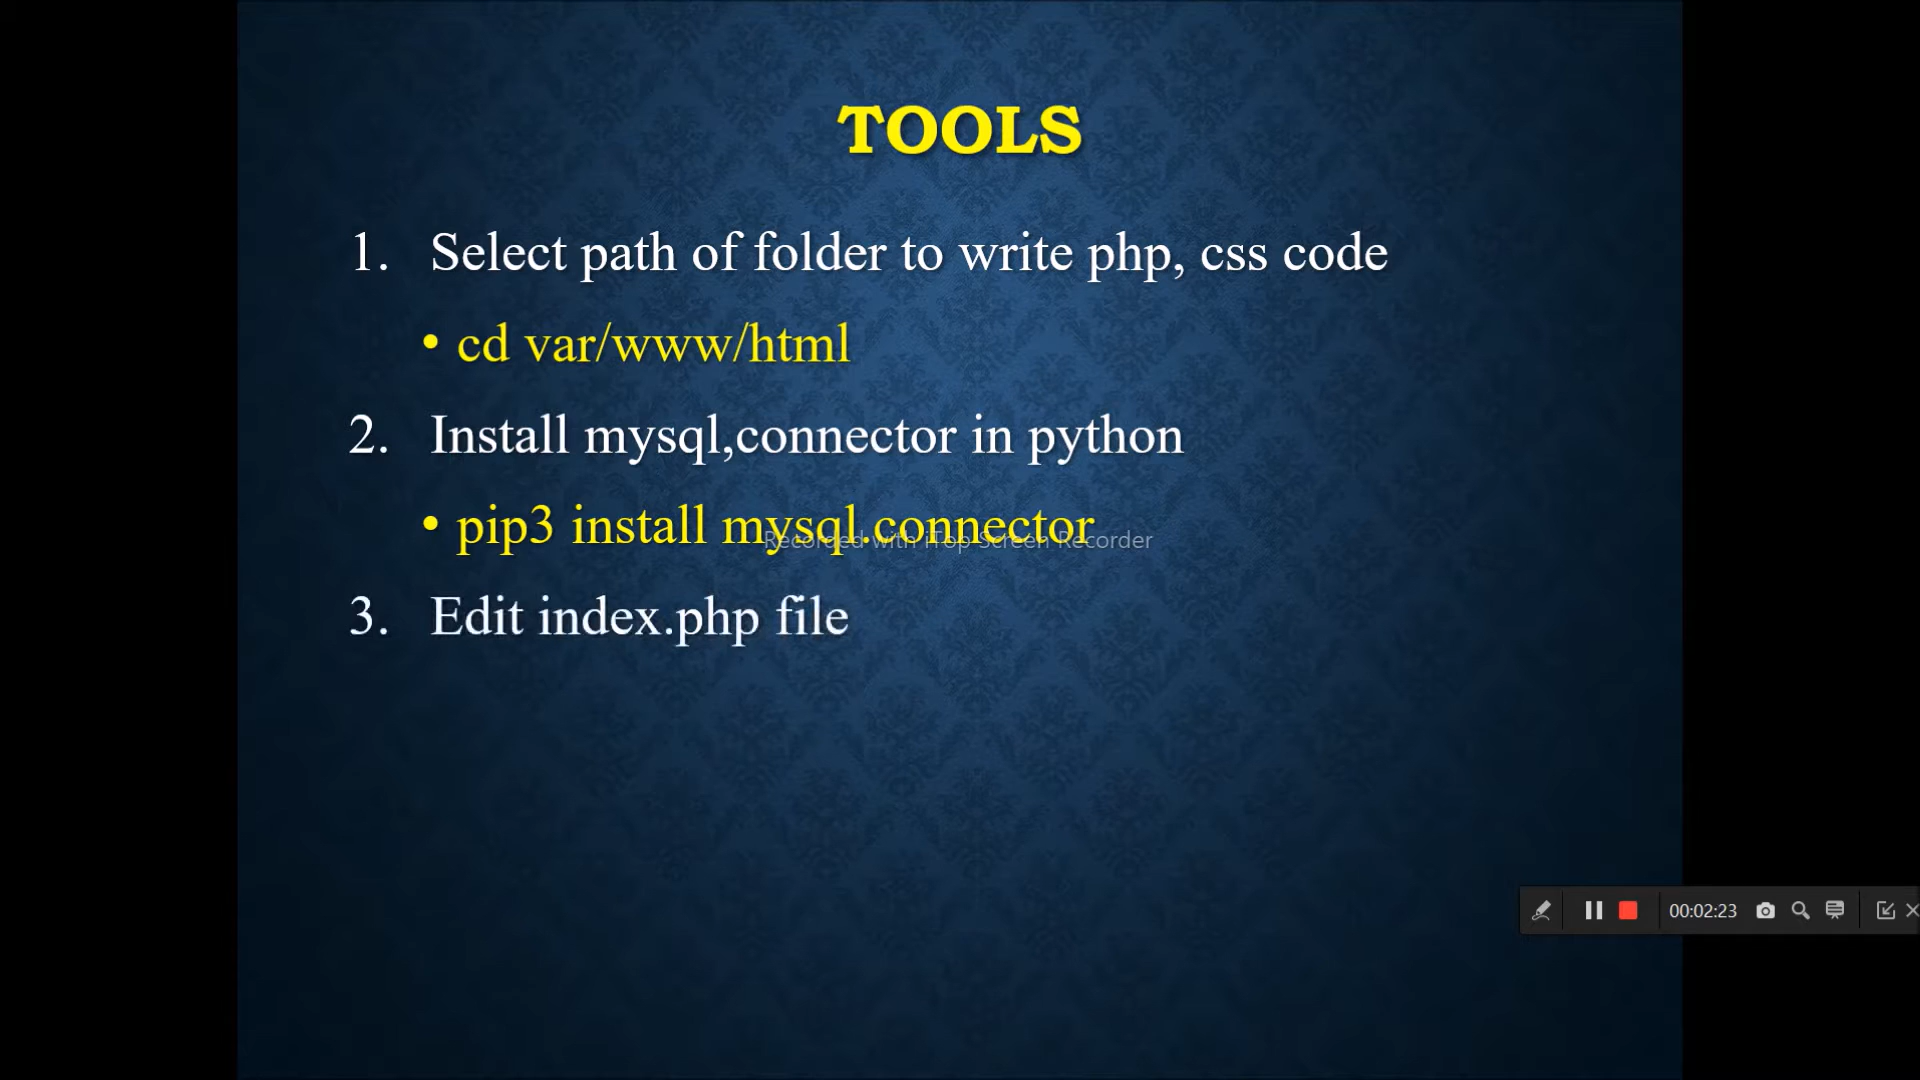 TOOLS
1. Select path of folder to write php, css code
• cd var/www/html
2. Install mysql,connector in python
• pip3 install mysql.connector
Recorded with iTop Screen Recorder
3. Edit index.php file
00:02:23